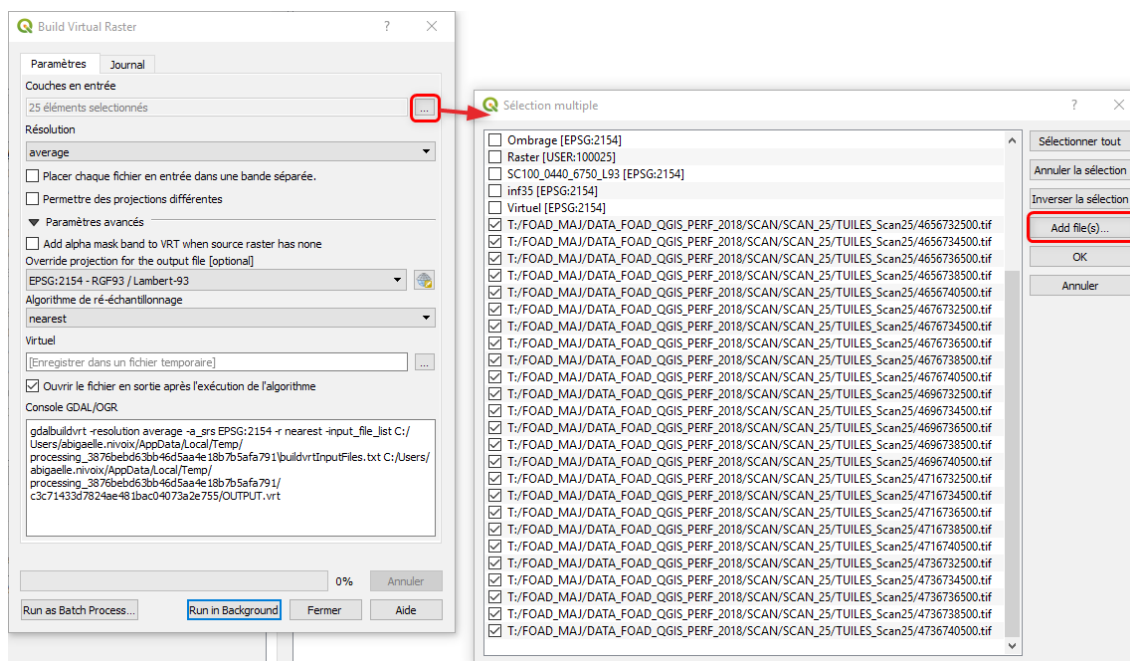 Build Virtual Raster
Paramètres
Journal
Couches en entrée
25 éléments selectionnés
...
Résolution
average
Placer chaque fichier en entrée dans une bande séparée.
Permettre des projections différentes
Paramètres avancés
Add alpha mask band to VRT when source raster has none
Override projection for the output file [optional]
EPSG:2154 - RGF93 / Lambert-93
Algorithme de ré-échantillonnage
nearest
Virtuel
[Enregistrer dans un fichier temporaire]
...
Ouvrir le fichier en sortie après l'exécution de l'algorithme
Console GDAL/OGR
gdalbuildvrt -resolution average -a_srs EPSG:2154 -r nearest -input_file_list C:/
Users/abigaelle.nivoix/AppData/Local/Temp/
processing_3876bebd63bb46d5aa4e18b7b5afa791\buildvrtInputFiles.txt C:/Users/
abigaelle.nivoix/AppData/Local/Temp/
processing_3876bebd63bb46d5aa4e18b7b5afa791/
c3c71433d7824ae481bac04073a2e755/OUTPUT.vrt
0%
Annuler
Run as Batch Process...
Run in Background
Fermer
Aide
Sélection multiple
Ombrage [EPSG:2154]
Raster [USER:100025]
SC100_0440_6750_L93 [EPSG:2154]
inf35 [EPSG:2154]
Virtuel [EPSG:2154]
T:/FOAD_MAJ/DATA_FOAD_QGIS_PERF_2018/SCAN/SCAN_25/TUILES_Scan25/4656732500.tif
T:/FOAD_MAJ/DATA_FOAD_QGIS_PERF_2018/SCAN/SCAN_25/TUILES_Scan25/4656734500.tif
T:/FOAD_MAJ/DATA_FOAD_QGIS_PERF_2018/SCAN/SCAN_25/TUILES_Scan25/4656736500.tif
T:/FOAD_MAJ/DATA_FOAD_QGIS_PERF_2018/SCAN/SCAN_25/TUILES_Scan25/4656738500.tif
T:/FOAD_MAJ/DATA_FOAD_QGIS_PERF_2018/SCAN/SCAN_25/TUILES_Scan25/4656740500.tif
T:/FOAD_MAJ/DATA_FOAD_QGIS_PERF_2018/SCAN/SCAN_25/TUILES_Scan25/4676732500.tif
T:/FOAD_MAJ/DATA_FOAD_QGIS_PERF_2018/SCAN/SCAN_25/TUILES_Scan25/4676734500.tif
T:/FOAD_MAJ/DATA_FOAD_QGIS_PERF_2018/SCAN/SCAN_25/TUILES_Scan25/4676736500.tif
T:/FOAD_MAJ/DATA_FOAD_QGIS_PERF_2018/SCAN/SCAN_25/TUILES_Scan25/4676738500.tif
T:/FOAD_MAJ/DATA_FOAD_QGIS_PERF_2018/SCAN/SCAN_25/TUILES_Scan25/4676740500.tif
T:/FOAD_MAJ/DATA_FOAD_QGIS_PERF_2018/SCAN/SCAN_25/TUILES_Scan25/4696732500.tif
T:/FOAD_MAJ/DATA_FOAD_QGIS_PERF_2018/SCAN/SCAN_25/TUILES_Scan25/4696734500.tif
T:/FOAD_MAJ/DATA_FOAD_QGIS_PERF_2018/SCAN/SCAN_25/TUILES_Scan25/4696736500.tif
T:/FOAD_MAJ/DATA_FOAD_QGIS_PERF_2018/SCAN/SCAN_25/TUILES_Scan25/4696738500.tif
T:/FOAD_MAJ/DATA_FOAD_QGIS_PERF_2018/SCAN/SCAN_25/TUILES_Scan25/4696740500.tif
T:/FOAD_MAJ/DATA_FOAD_QGIS_PERF_2018/SCAN/SCAN_25/TUILES_Scan25/4716732500.tif
T:/FOAD_MAJ/DATA_FOAD_QGIS_PERF_2018/SCAN/SCAN_25/TUILES_Scan25/4716734500.tif
T:/FOAD_MAJ/DATA_FOAD_QGIS_PERF_2018/SCAN/SCAN_25/TUILES_Scan25/4716736500.tif
T:/FOAD_MAJ/DATA_FOAD_QGIS_PERF_2018/SCAN/SCAN_25/TUILES_Scan25/4716738500.tif
T:/FOAD_MAJ/DATA_FOAD_QGIS_PERF_2018/SCAN/SCAN_25/TUILES_Scan25/4716740500.tif
T:/FOAD_MAJ/DATA_FOAD_QGIS_PERF_2018/SCAN/SCAN_25/TUILES_Scan25/4736732500.tif
T:/FOAD_MAJ/DATA_FOAD_QGIS_PERF_2018/SCAN/SCAN_25/TUILES_Scan25/4736734500.tif
T:/FOAD_MAJ/DATA_FOAD_QGIS_PERF_2018/SCAN/SCAN_25/TUILES_Scan25/4736736500.tif
T:/FOAD_MAJ/DATA_FOAD_QGIS_PERF_2018/SCAN/SCAN_25/TUILES_Scan25/4736738500.tif
T:/FOAD_MAJ/DATA_FOAD_QGIS_PERF_2018/SCAN/SCAN_25/TUILES_Scan25/4736740500.tif
Sélectionner tout
Annuler la sélection
Inverser la sélection
Add file(s)...
OK
Annuler